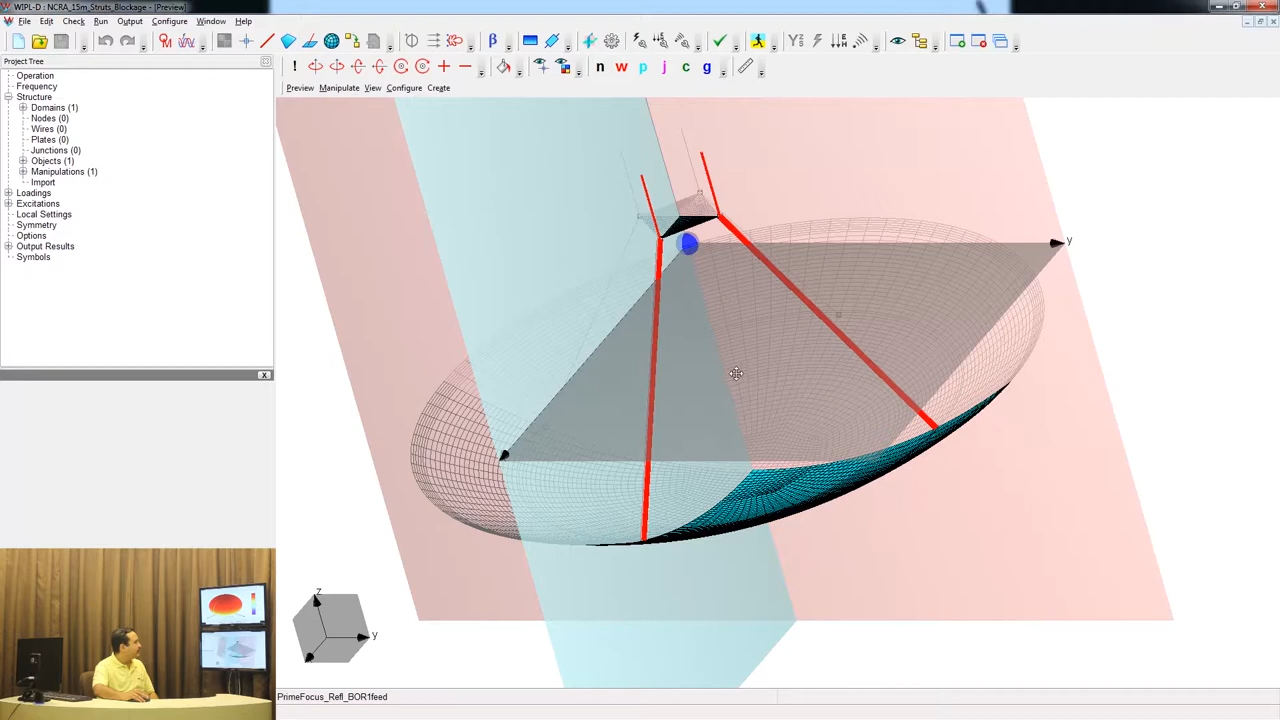 WIPL-D - NCRA_15m_Struts_Blockage - [Preview]
File Edit Check Run Output Configure Window Help
β
! n w p j c g
Project Tree
Preview Manipulate View Configure Create
Operation
Frequency
Structure
Domains (1)
Nodes (0)
Wires (0)
Plates (0)
Junctions (0)
Objects (1)
Manipulations (1)
Import
Loadings
Excitations
Local Settings
Symmetry
Options
Output Results
Symbols
y
z
y
PrimeFocus_Refl_BOR1feed